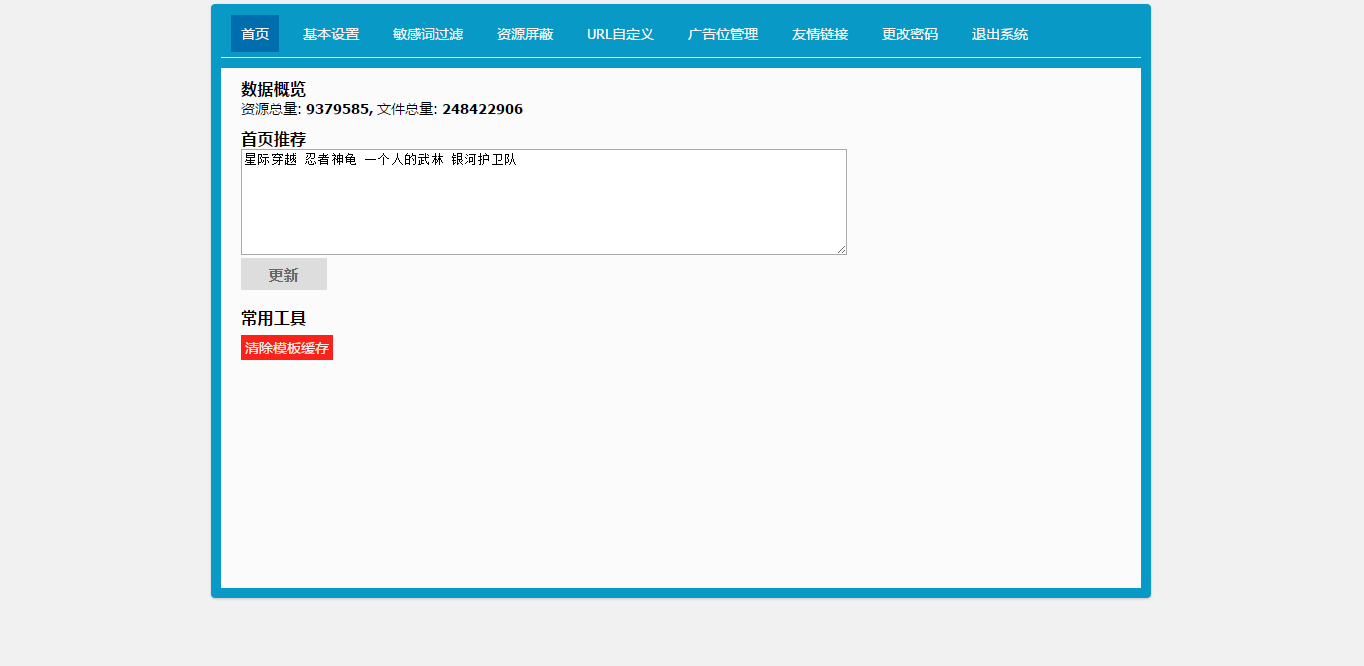 首页 基本设置 敏感词过滤 资源屏蔽 URL自定义 广告位管理 友情链接 更改密码 退出系统
数据概览
资源总量: 9379585, 文件总量: 248422906
首页推荐
星际穿越 忍者神龟 一个人的武林 银河护卫队
更新
常用工具
清除模板缓存